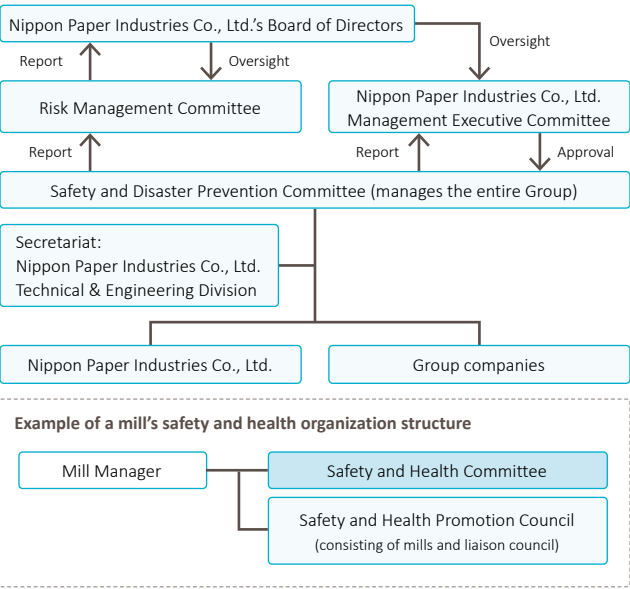 Nippon Paper Industries Co., Ltd.'s Board of Directors
Report
Oversight
Oversight
Risk Management Committee
Nippon Paper Industries Co., Ltd.
Management Executive Committee
Report
Report
Approval
Safety and Disaster Prevention Committee (manages the entire Group)
Secretariat:
Nippon Paper Industries Co., Ltd.
Technical & Engineering Division
Nippon Paper Industries Co., Ltd.
Group companies
Example of a mill's safety and health organization structure
Mill Manager
Safety and Health Committee
Safety and Health Promotion Council
(consisting of mills and liaison council)